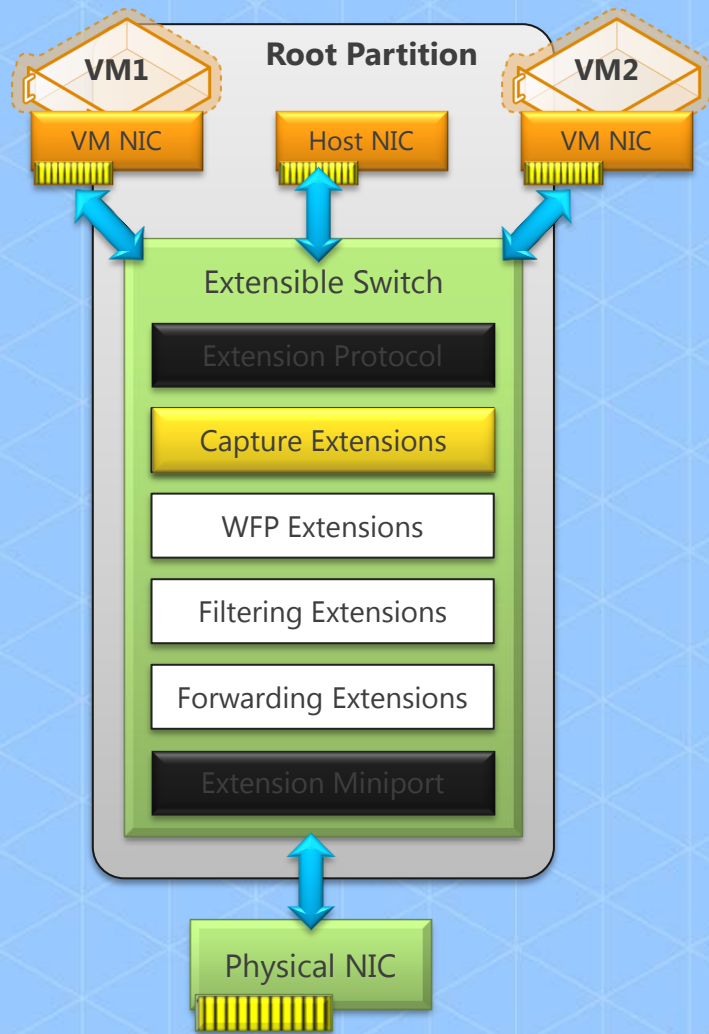 Root Partition
VM1
VM2
VM NIC
Host NIC
VM NIC
Extensible Switch
Extension Protocol
Capture Extensions
WFP Extensions
Filtering Extensions
Forwarding Extensions
Extension Miniport
Physical NIC